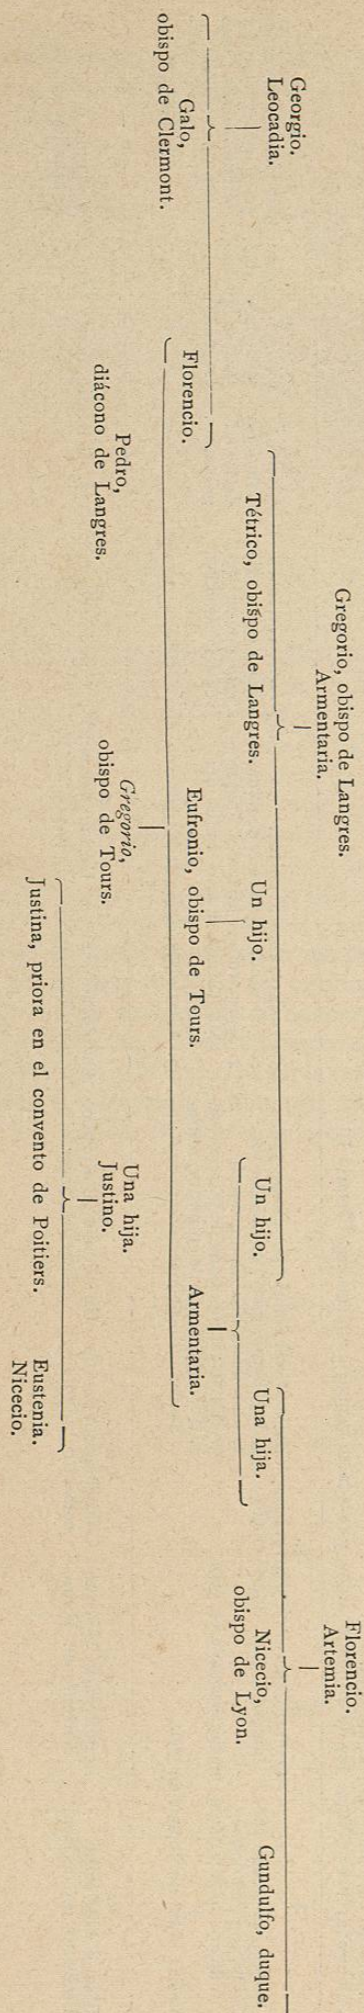 Gregorio, obispo de Langres.
Armentaria.
Florencio.
Artemia.
Georgio.
Leocadia.
Tétrico, obispo de Langres.
Un hijo.
Un hijo.
Una hija.
Nicecio,
obispo de Lyon.
Gundulfo, duque.
Galo,
obispo de Clermont.
Florencio.
Eufronio, obispo de Tours.
Armentaria.
Pedro,
diácono de Langres.
Gregorio,
obispo de Tours.
Una hija.
Justino.
Justina, priora en el convento de Poitiers.
Eustenia.
Nicecio.